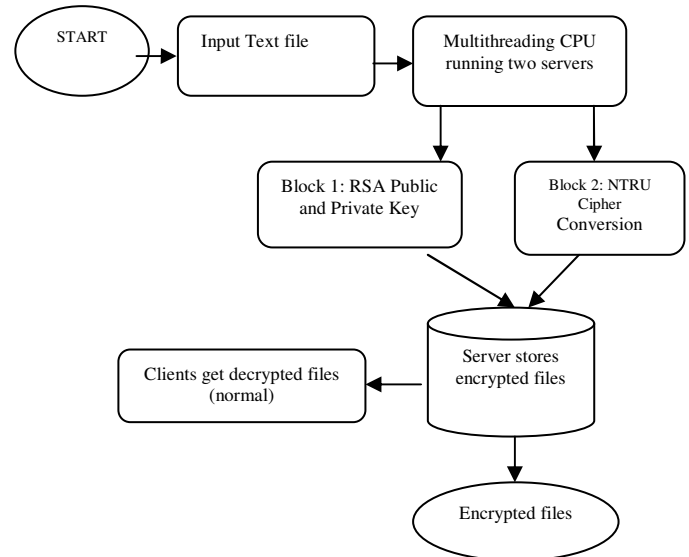 START
Input Text file
Multithreading CPU
running two servers
Block 1: RSA Public
and Private Key
Block 2: NTRU
Cipher
Conversion
Server stores
encrypted files
Clients get decrypted files
(normal)
Encrypted files